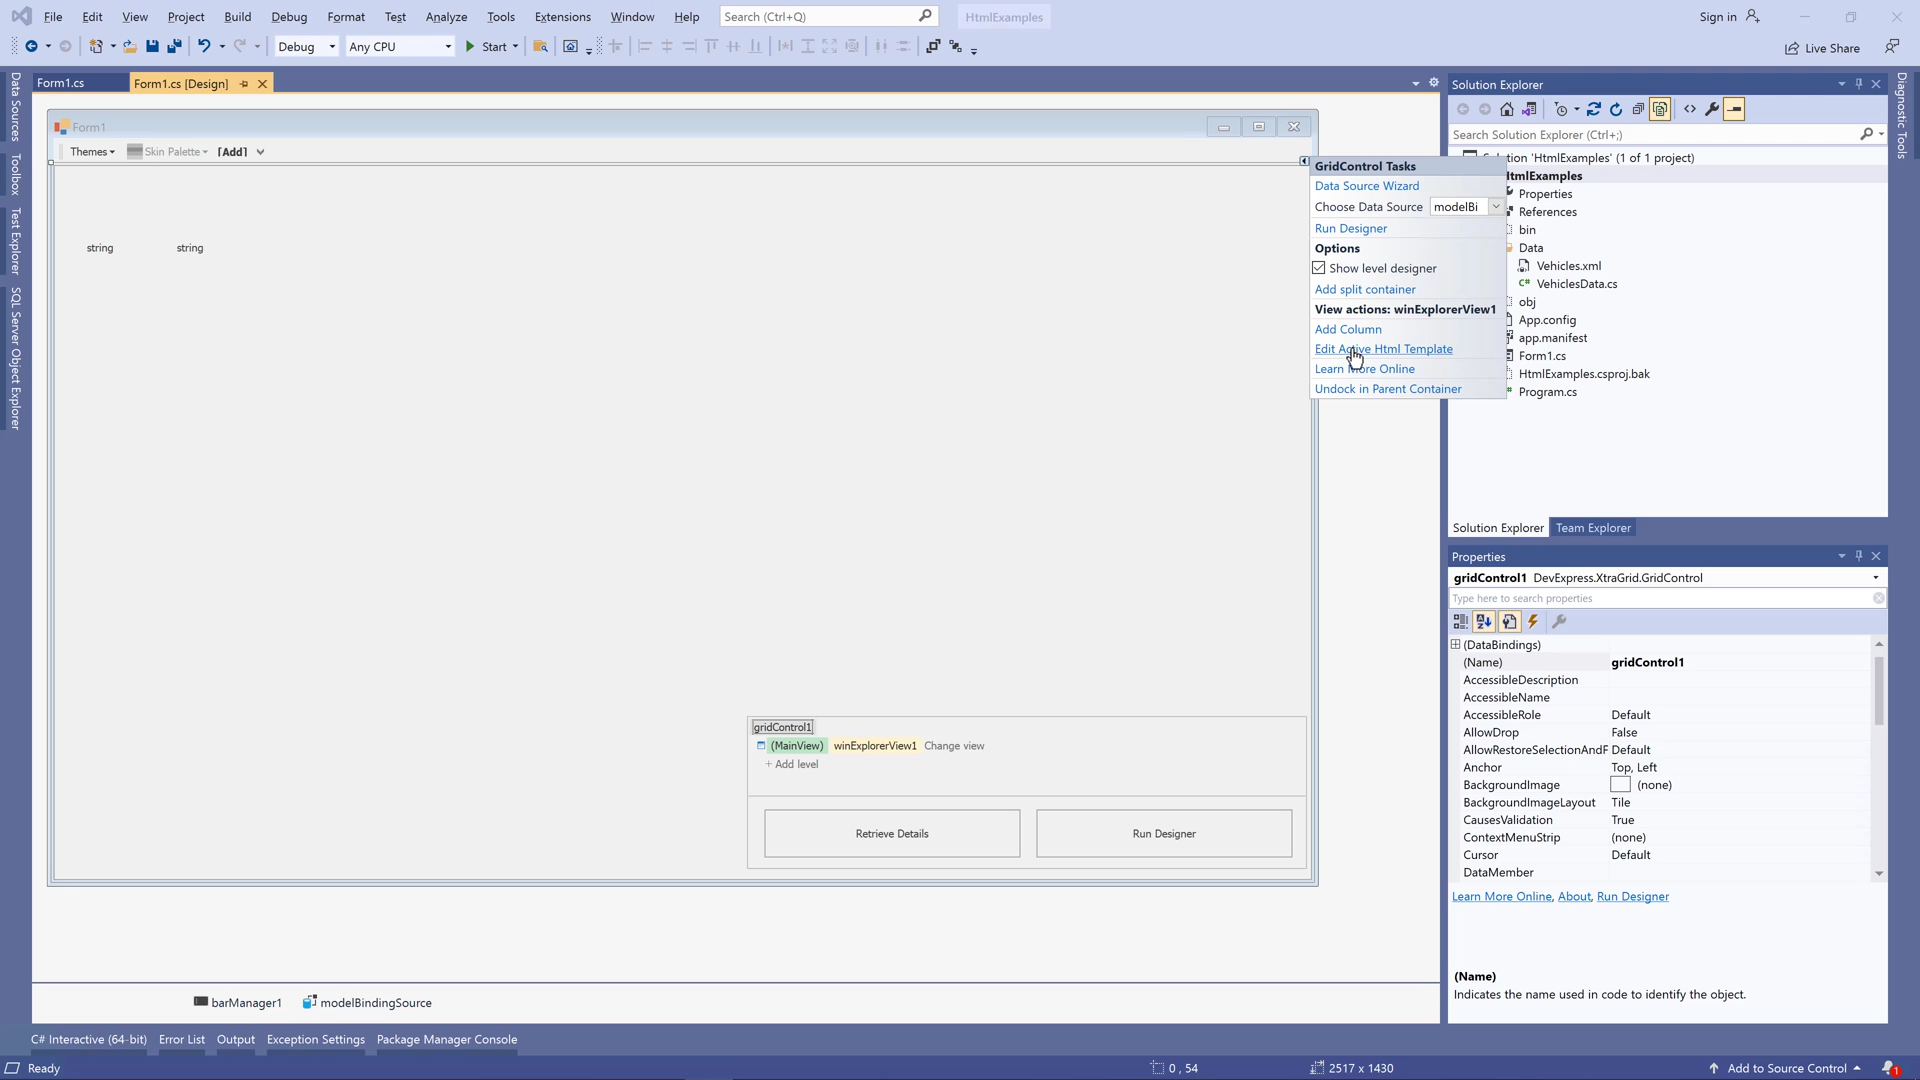 File Edit View Project Build Debug Format Test Analyze Tools Extensions Window Help Search (Ctrl+Q) HtmlExamples Sign in
Debug Any CPU Start Live Share
Form1.cs Form1.cs [Design]
Data Sources
Toolbox
Test Explorer
SQL Server Object Explorer
Form1
Themes Skin Palette [Add]
string string
GridControl Tasks
Data Source Wizard
Choose Data Source modelBi
Run Designer
Options
Show level designer
Add split container
View actions: winExplorerView1
Add Column
Edit Active Html Template
Learn More Online
Undock in Parent Container
gridControl1
(MainView) winExplorerView1 Change view
+ Add level
Retrieve Details Run Designer
barManager1 modelBindingSource
Solution Explorer
Search Solution Explorer (Ctrl+;)
'HtmlExamples' (1 of 1 project)
Properties
References
bin
Data
Vehicles.xml
VehiclesData.cs
obj
App.config
app.manifest
Form1.cs
HtmlExamples.csproj.bak
Program.cs
Solution Explorer Team Explorer
Properties
gridControl1 DevExpress.XtraGrid.GridControl
Type here to search properties
(DataBindings)
(Name) gridControl1
AccessibleDescription
AccessibleName
AccessibleRole Default
AllowDrop False
AllowRestoreSelectionAndF Default
Anchor Top, Left
BackgroundImage (none)
BackgroundImageLayout Tile
CausesValidation True
ContextMenuStrip (none)
Cursor Default
DataMember
Learn More Online, About, Run Designer
(Name)
Indicates the name used in code to identify the object.
Diagnostic Tools
C# Interactive (64-bit) Error List Output Exception Settings Package Manager Console
Ready 0 , 54 2517 x 1430 Add to Source Control 1